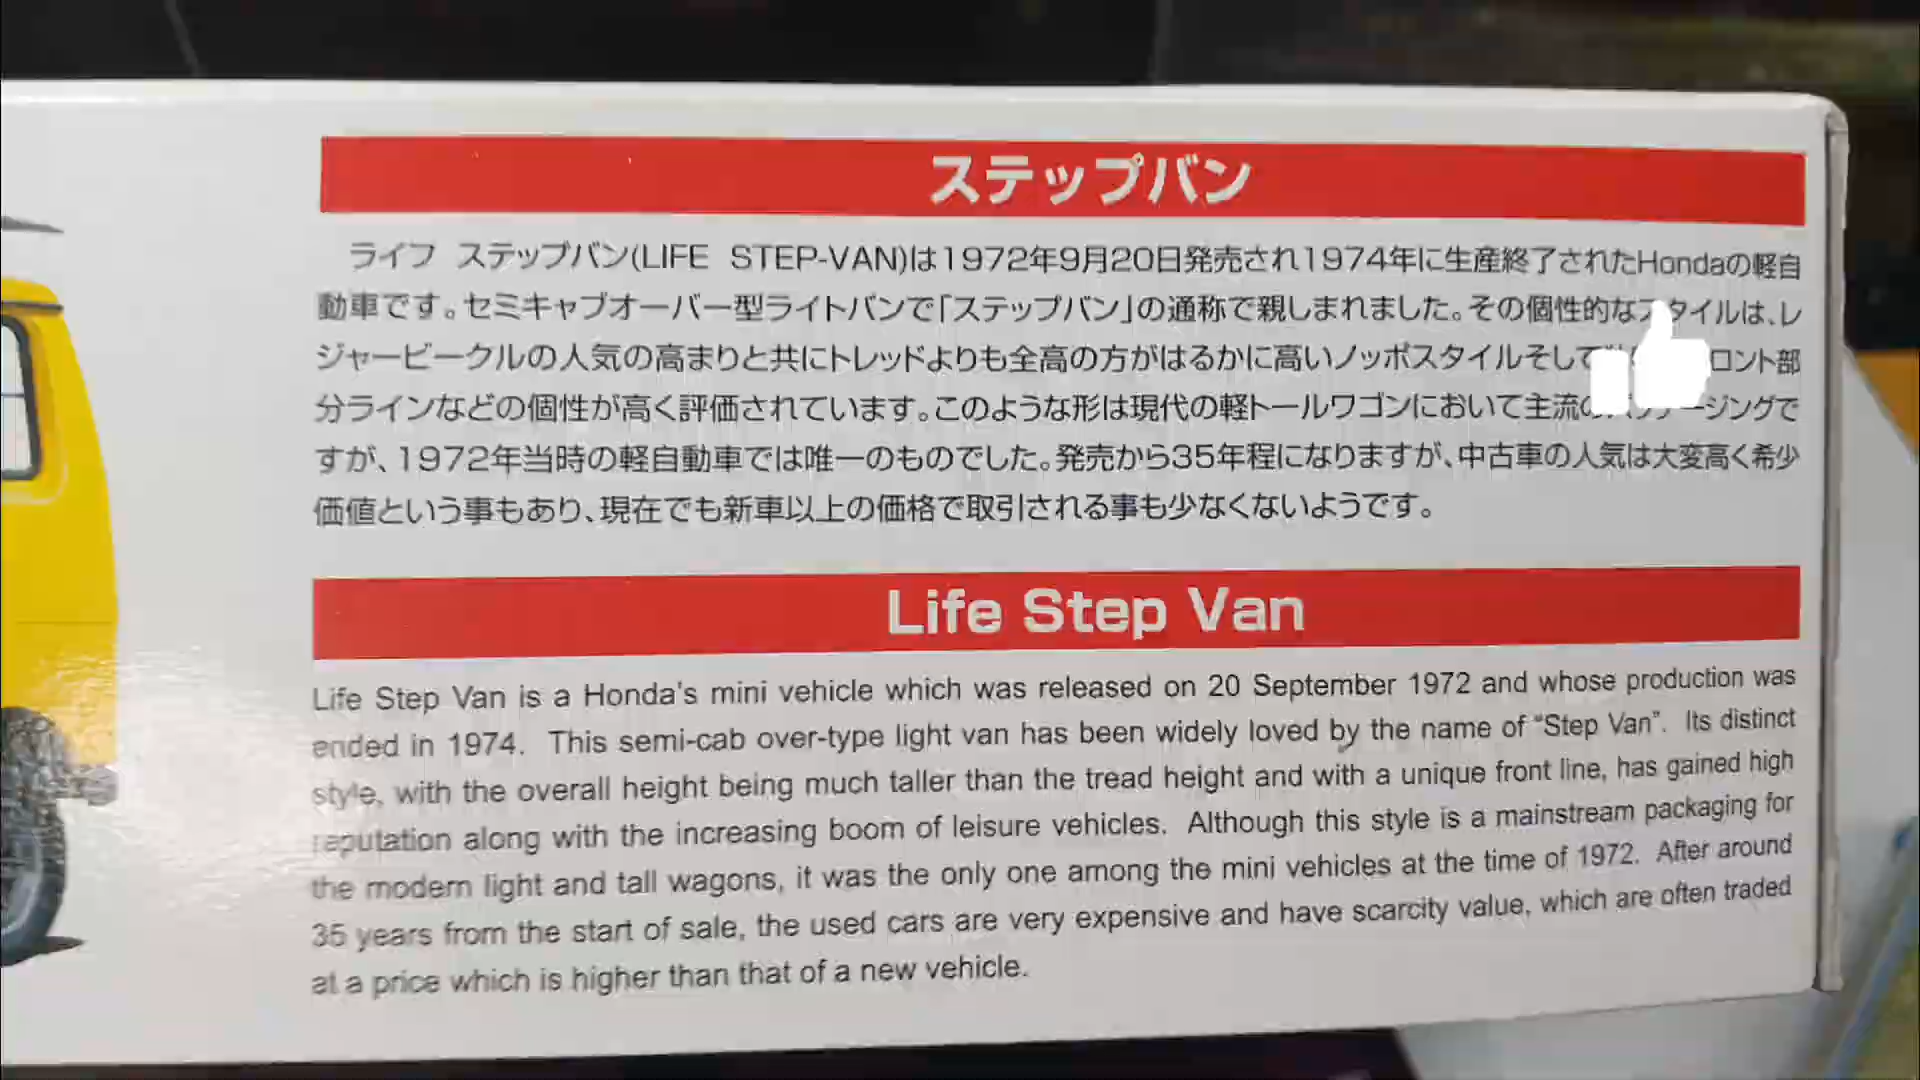 ステップバン
ライフ ステップバン(LIFE STEP-VAN)は1972年9月20日発売され1974年に生産終了されたHondaの軽自
動車です。セミキャブオーバー型ライトバンで「ステップバン」の通称で親しまれました。その個性的なスタイルは、レ
ジャービークルの人気の高まりと共にトレッドよりも全高の方がはるかに高いノッポスタイルそして ロント部
分ラインなどの個性が高く評価されています。このような形は現代の軽トールワゴンにおいて主流の ージングで
すが、1972年当時の軽自動車では唯一のものでした。発売から35年程になりますが、中古車の人気は大変高く希少
価値という事もあり、現在でも新車以上の価格で取引される事も少なくないようです。
Life Step Van
Life Step Van is a Honda's mini vehicle which was released on 20 September 1972 and whose production was
ended in 1974. This semi-cab over-type light van has been widely loved by the name of “Step Van”. Its distinct
style, with the overall height being much taller than the tread height and with a unique front line, has gained high
reputation along with the increasing boom of leisure vehicles. Although this style is a mainstream packaging for
the modern light and tall wagons, it was the only one among the mini vehicles at the time of 1972. After around
35 years from the start of sale, the used cars are very expensive and have scarcity value, which are often traded
at a price which is higher than that of a new vehicle.